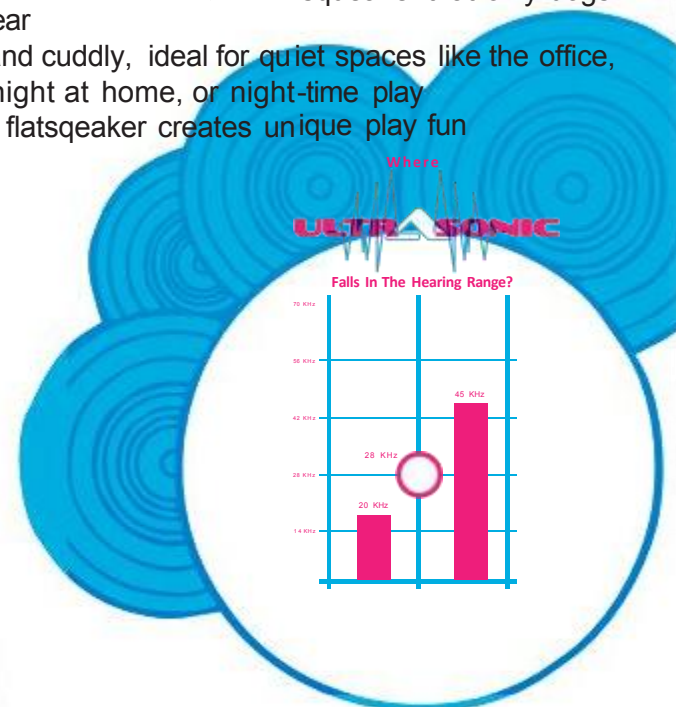 ear
and cuddly, ideal for quiet spaces like the office,
night at home, or night-time play
flatsqeaker creates unique play fun
Where
ULTRASONIC
Falls In The Hearing Range?
70 KHz
56 KHz
45 KHz
42 KHz
28 KHz
28 KHz
20 KHz
14 KHz